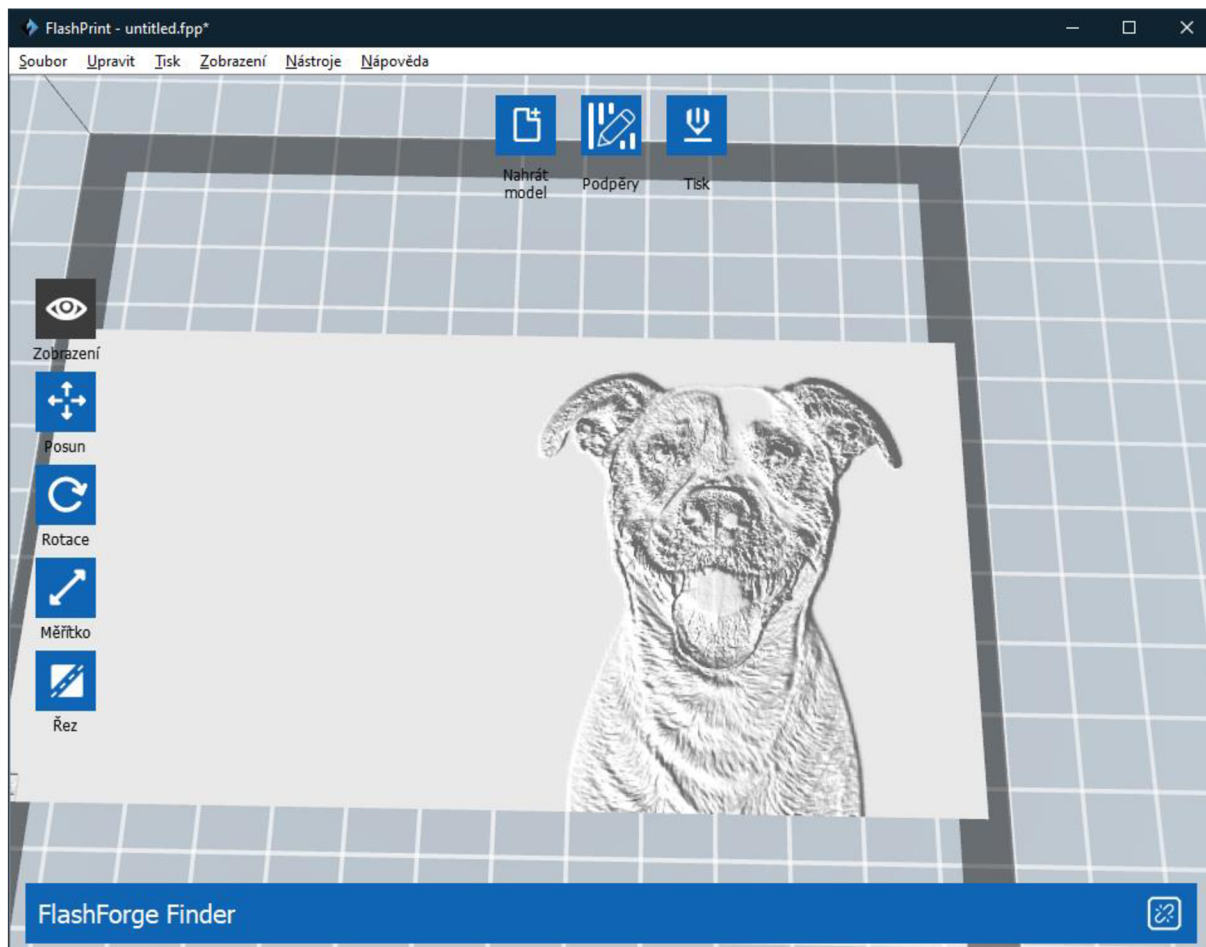 FlashPrint - untitled.fpp*
Soubor Upravit Tisk Zobrazení Nástroje Nápověda
Nahrát
model
Podpěry
Tisk
Zobrazení
Posun
Rotace
Měřítko
Řez
FlashForge Finder